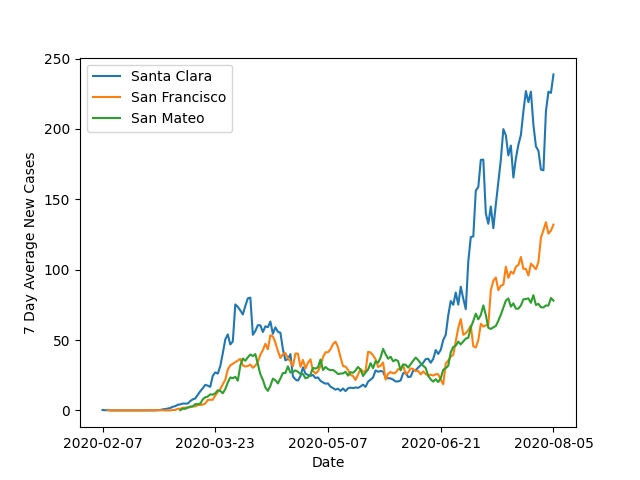 250
200
150
100
50
0
7 Day Average New Cases
Santa Clara
San Francisco
San Mateo
2020-02-07 2020-03-23 2020-05-07 2020-06-21 2020-08-05
Date